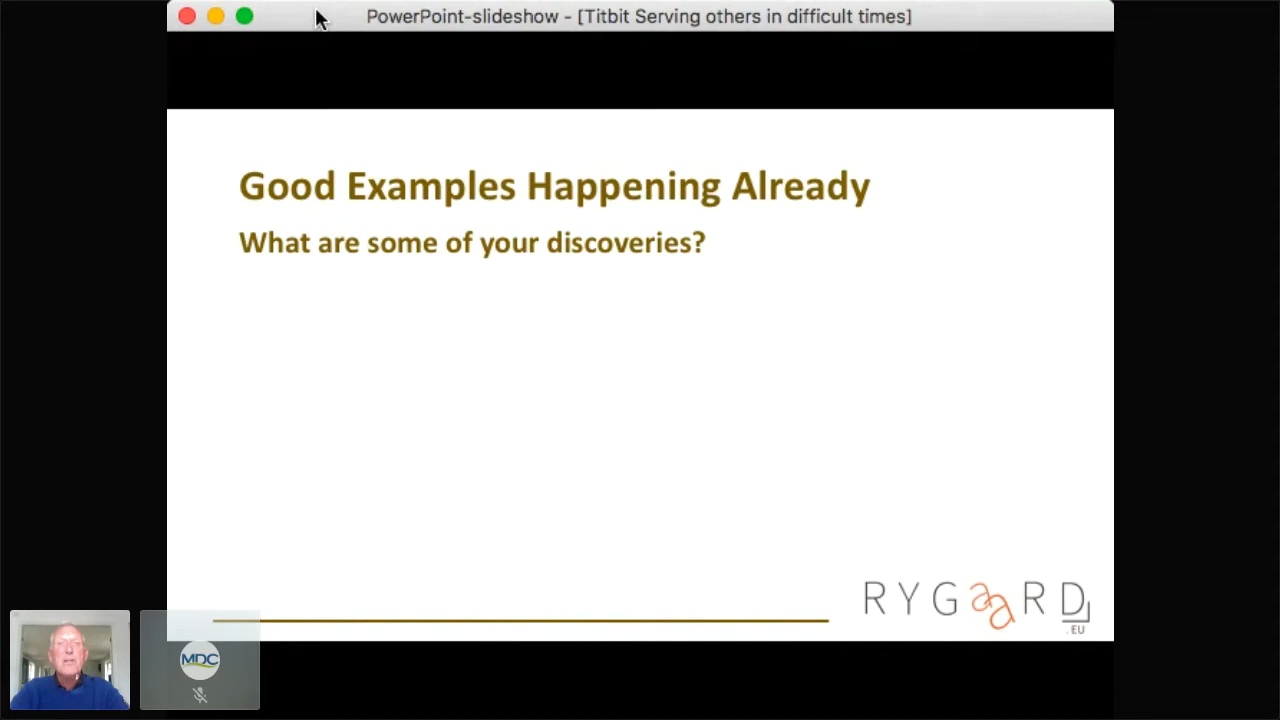 PowerPoint-slideshow - [Titbit Serving others in difficult times]
Good Examples Happening Already
What are some of your discoveries?
RYGaaRD
.EU
MDC